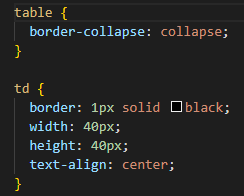 table {
  border-collapse: collapse;
}

td {
  border: 1px solid black;
  width: 40px;
  height: 40px;
  text-align: center;
}